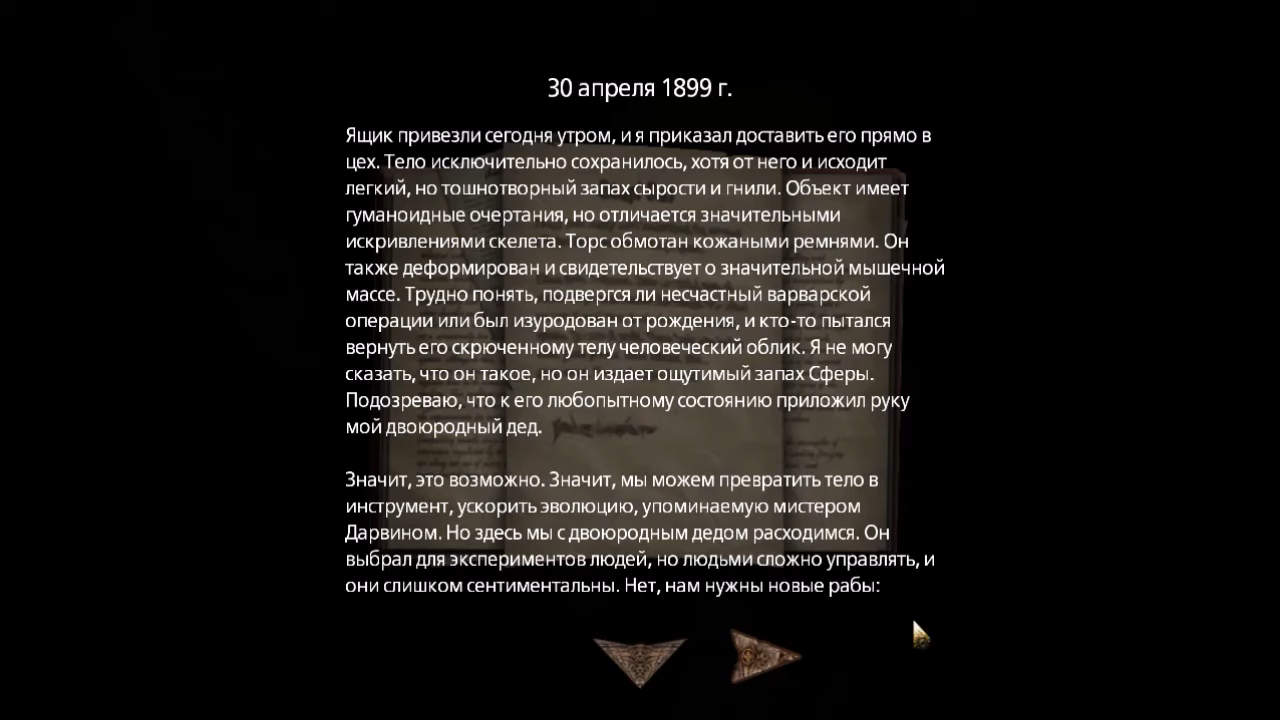 30 апреля 1899 г.
Ящик привезли сегодня утром, и я приказал доставить его прямо в
цех. Тело исключительно сохранилось, хотя от него и исходит
легкий, но тошнотворный запах сырости и гнили. Объект имеет
гуманоидные очертания, но отличается значительными
искривлениями скелета. Торс обмотан кожаными ремнями. Он
также деформирован и свидетельствует о значительной мышечной
массе. Трудно понять, подвергся ли несчастный варварской
операции или был изуродован от рождения, и кто-то пытался
вернуть его скрюченному телу человеческий облик. Я не могу
сказать, что он такое, но он издает ощутимый запах Сферы.
Подозреваю, что к его любопытному состоянию приложил руку
мой двоюродный дед.
Значит, это возможно. Значит, мы можем превратить тело в
инструмент, ускорить эволюцию, упоминаемую мистером
Дарвином. Но здесь мы с двоюродным дедом расходимся. Он
выбрал для экспериментов людей, но людьми сложно управлять, и
они слишком сентиментальны. Нет, нам нужны новые рабы: